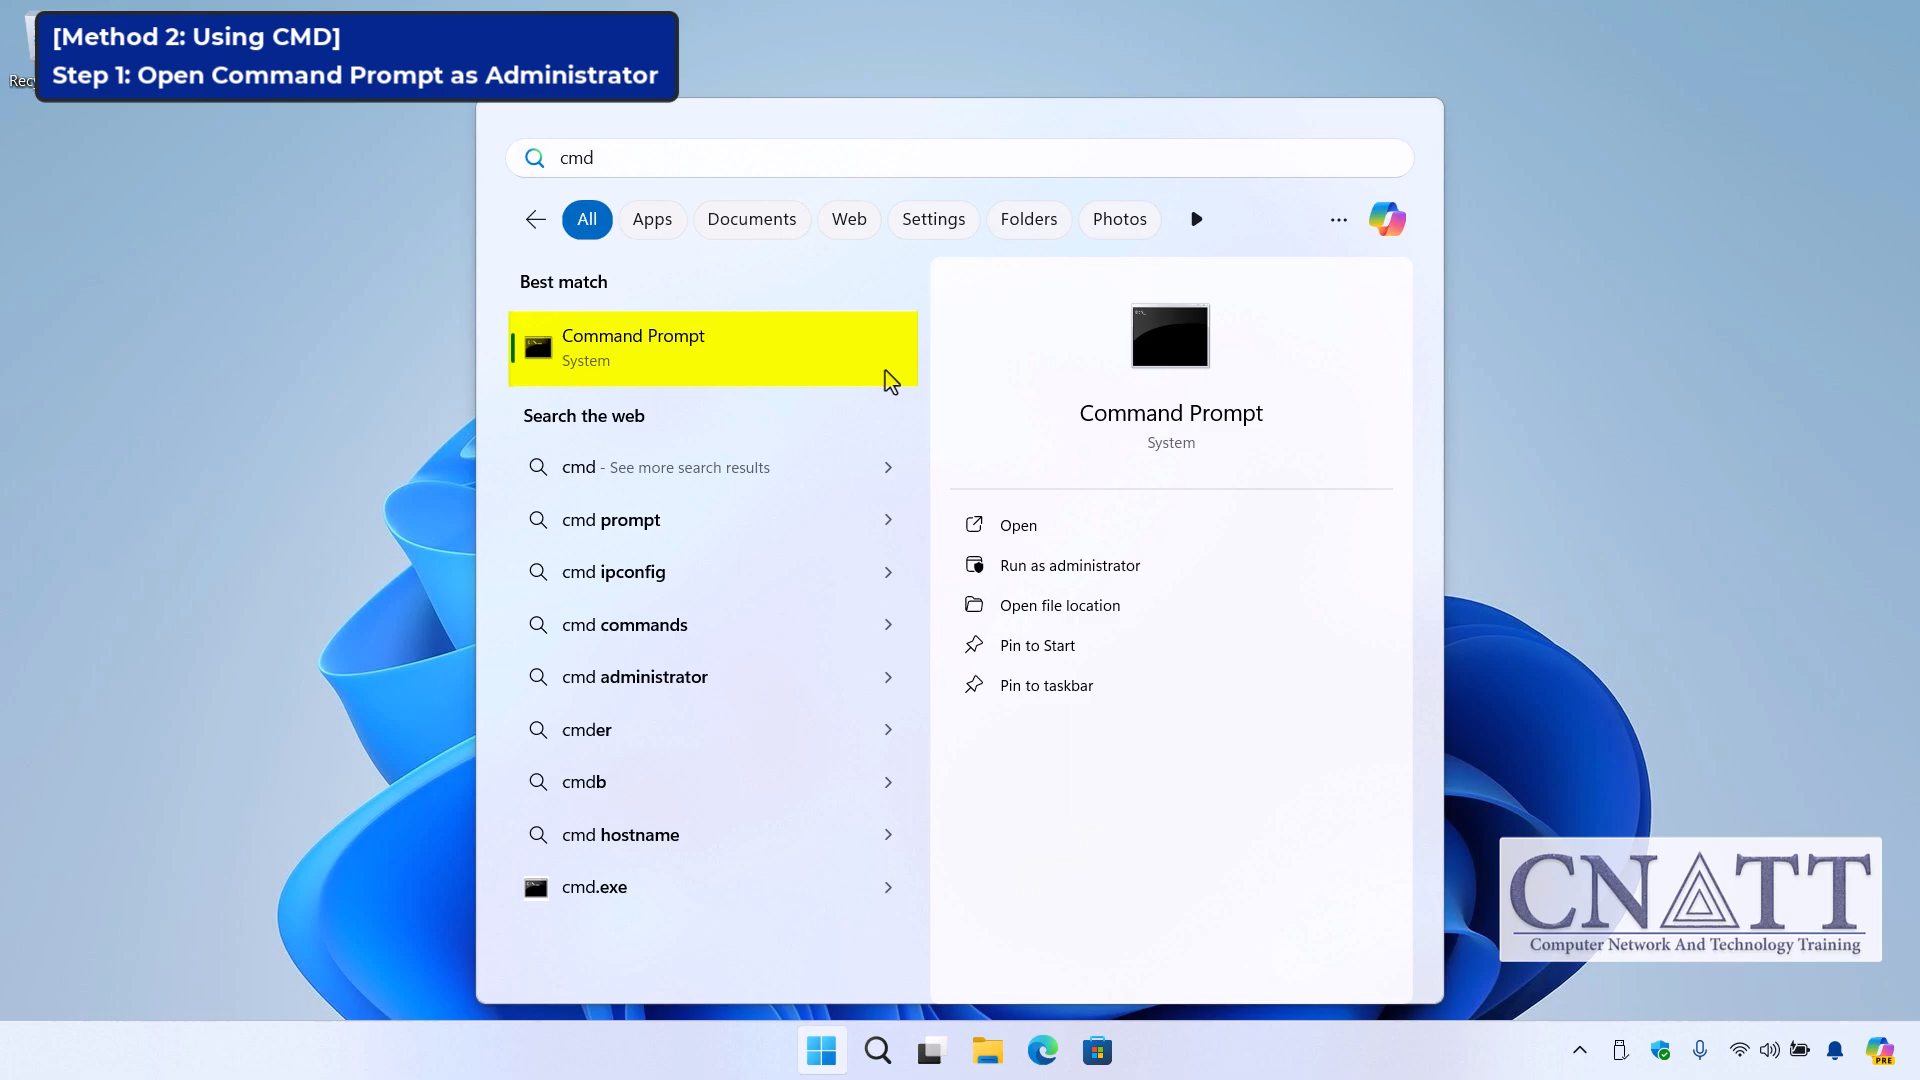 [Method 2: Using CMD]
Step 1: Open Command Prompt as Administrator
cmd
All
Apps
Documents
Web
Settings
Folders
Photos
Best match
Command Prompt
System
Search the web
cmd - See more search results
cmd prompt
cmd ipconfig
cmd commands
cmd administrator
cmder
cmdb
cmd hostname
cmd.exe
Command Prompt
System
Open
Run as administrator
Open file location
Pin to Start
Pin to taskbar
CNATT
Computer Network And Technology Training
PRE